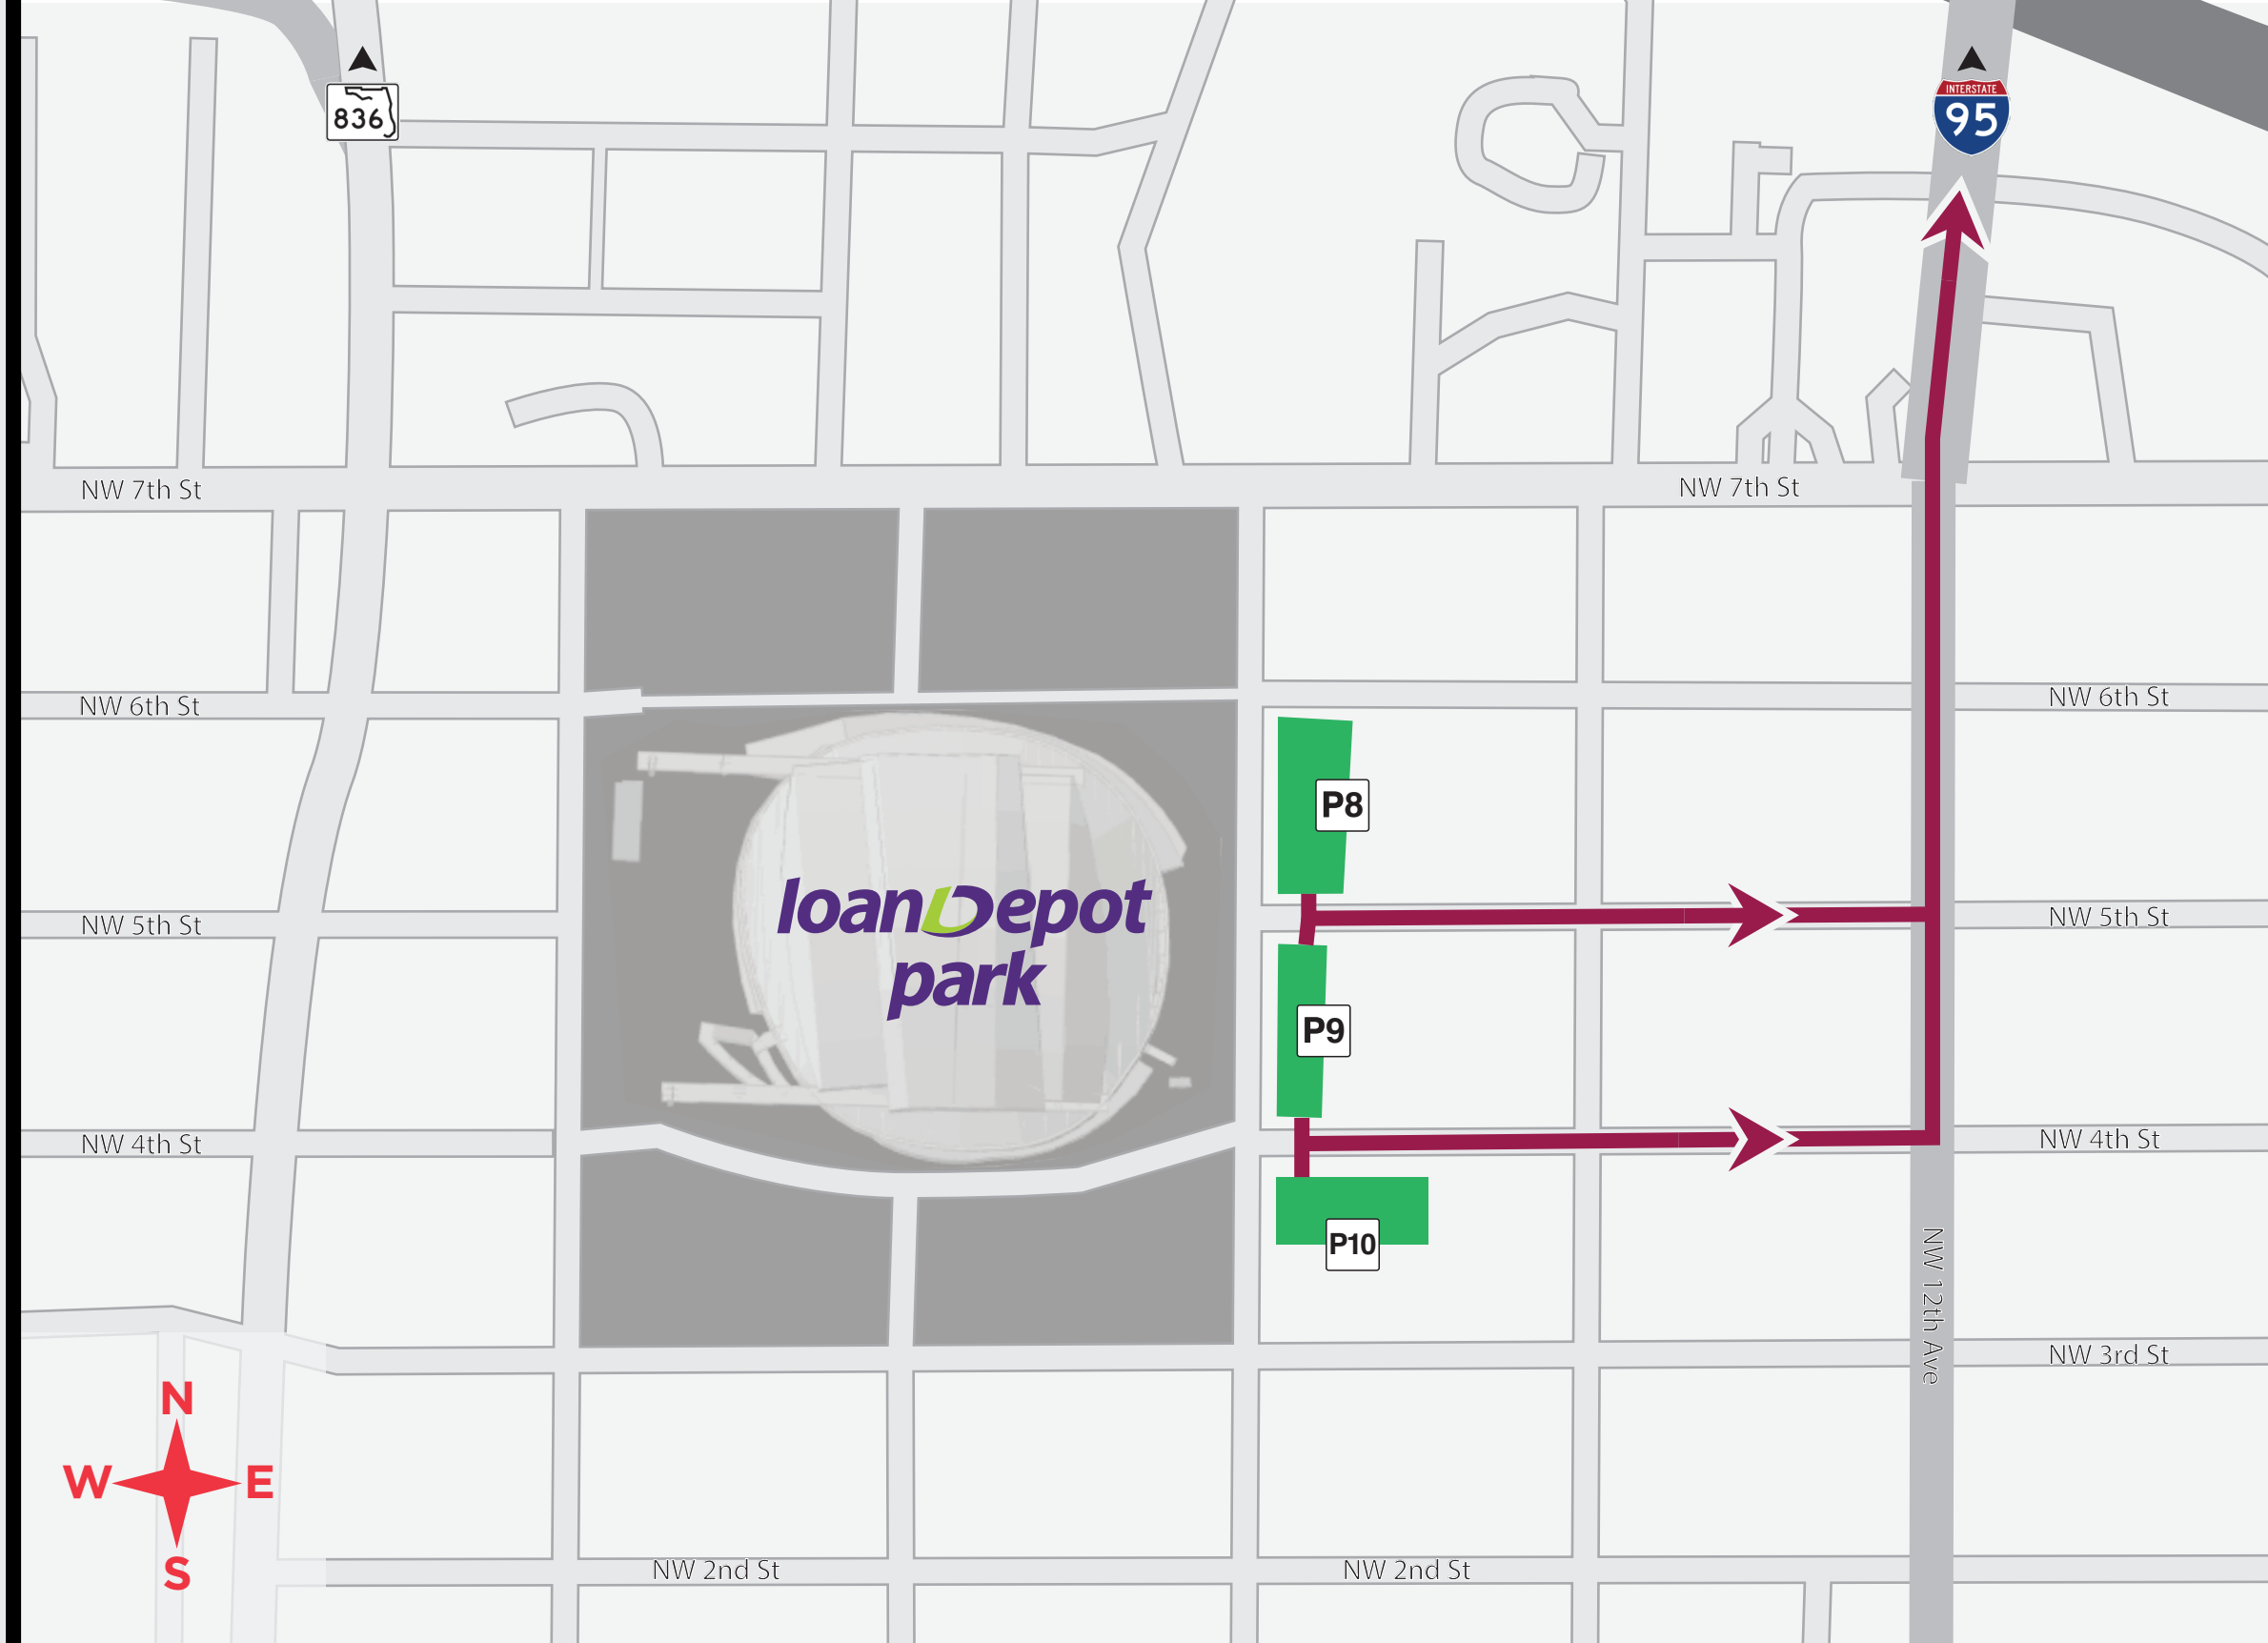 836
INTERSTATE
95
NW 7th St
NW 7th St
NW 6th St
NW 6th St
P8
loanDepot
park
NW 5th St
NW 5th St
P9
NW 4th St
NW 4th St
P10
NW 12th Ave
NW 3rd St
N
W E
S
NW 2nd St
NW 2nd St